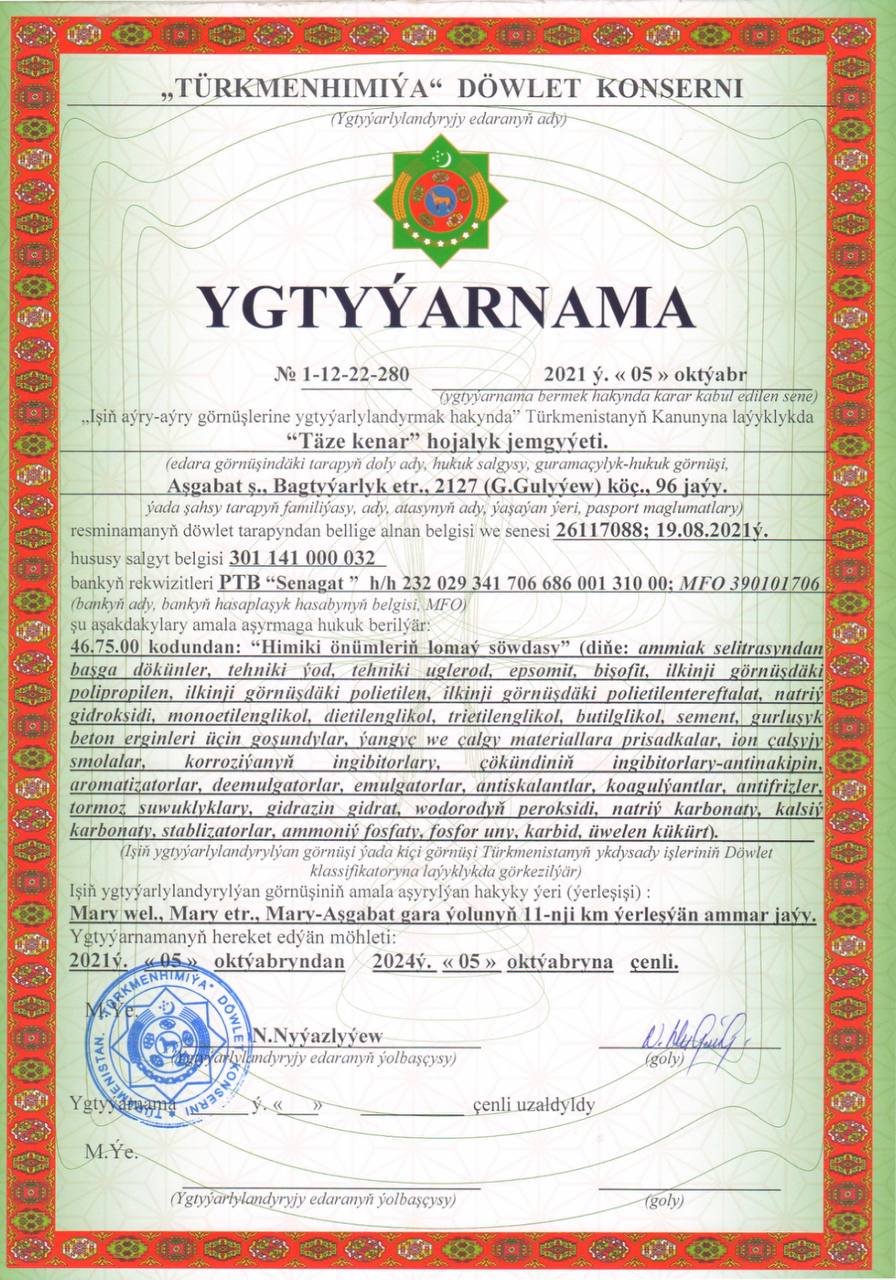 „TÜRKMENHIMIÝA“ DÖWLET KONSERNI
(Ygtyýarlylandyryjy edaranyň ady)
YGTYÝARNAMA
№ 1-12-22-280 2021 ý. « 05 » oktýabr
(ygtyýarnama bermek hakynda karar kabul edilen sene)
„Işiň aýry-aýry görnüşlerine ygtyýarlylandyrmak hakynda” Türkmenistanyň Kanunyna laýyklykda
“Täze kenar” hojalyk jemgyýeti.
(edara görnüşindäki tarapyň doly ady, hukuk salgysy, guramaçylyk-hukuk görnüşi,
Aşgabat ş., Bagtyýarlyk etr., 2127 (G.Gulyýew) köç., 96 jaýy.
ýada şahsy tarapyň familiýasy, ady, atasynyň ady, ýaşaýan ýeri, pasport maglumatlary)
resminamanyň döwlet tarapyndan bellige alnan belgisi we senesi 26117088; 19.08.2021ý.
hususy salgyt belgisi 301 141 000 032
bankyň rekwizitleri PTB “Senagat ” h/h 232 029 341 706 686 001 310 00; MFO 390101706
(bankyň ady, bankyň hasaplaşyk hasabynyň belgisi, MFO)
şu aşakdakylary amala aşyrmaga hukuk berilýär:
46.75.00 kodundan: “Himiki önümleriň lomaý söwdasy” (diňe: ammiak selitrasyndan
başga dökünler, tehniki ýod, tehniki uglerod, epsomit, bişofit, ilkinji görnüşdäki
polipropilen, ilkinji görnüşdäki polietilen, ilkinji görnüşdäki polietilentereftalat, natriý
gidroksidi, monoetilenglikol, dietilenglikol, trietilenglikol, butilglikol, sement, gurluşyk
beton erginleri üçin goşundylar, ýangyç we çalgy materiallara prisadkalar, ion çalşyjy
smolalar, korroziýanyň ingibitorlary, çökündiniň ingibitorlary-antinakipin,
aromatizatorlar, deemulgatorlar, emulgatorlar, antiskalantlar, koagulýantlar, antifrizler,
tormoz suwuklyklary, gidrazin gidrat, wodorodyň peroksidi, natriý karbonaty, kalsiý
karbonaty, stablizatorlar, ammoniý fosfaty, fosfor uny, karbid, üwelen kükürt).
(Işiň ygtyýarlylandyrylýan görnüşi ýada kiçi görnüşi Türkmenistanyň ykdysady işleriniň Döwlet
klassifikatoryna laýyklykda görkezilýär)
Işiň ygtyýarlylandyrylýan görnüşiniň amala aşyrylýan hakyky ýeri (ýerleşişi) :
Mary wel., Mary etr., Mary-Aşgabat gara ýolunyň 11-nji km ýerleşýän ammar jaýy.
Ygtyýarnamanyň hereket edýän möhleti:
2021ý. « 05 » oktýabryndan 2024ý. « 05 » oktýabryna çenli.
M.Ýe.
N.Nyýazlyýew
(Ygtyýarlylandyryjy edaranyň ýolbaşçysy) (goly)
TÜRKMENISTAN. "TÜRKMENHIMIÝA" DÖWLET KONSERNI
Ygtyýarnama ______ ý. «___» __________ çenli uzaldyldy
M.Ýe.
(Ygtyýarlylandyryjy edaranyň ýolbaşçysy) (goly)